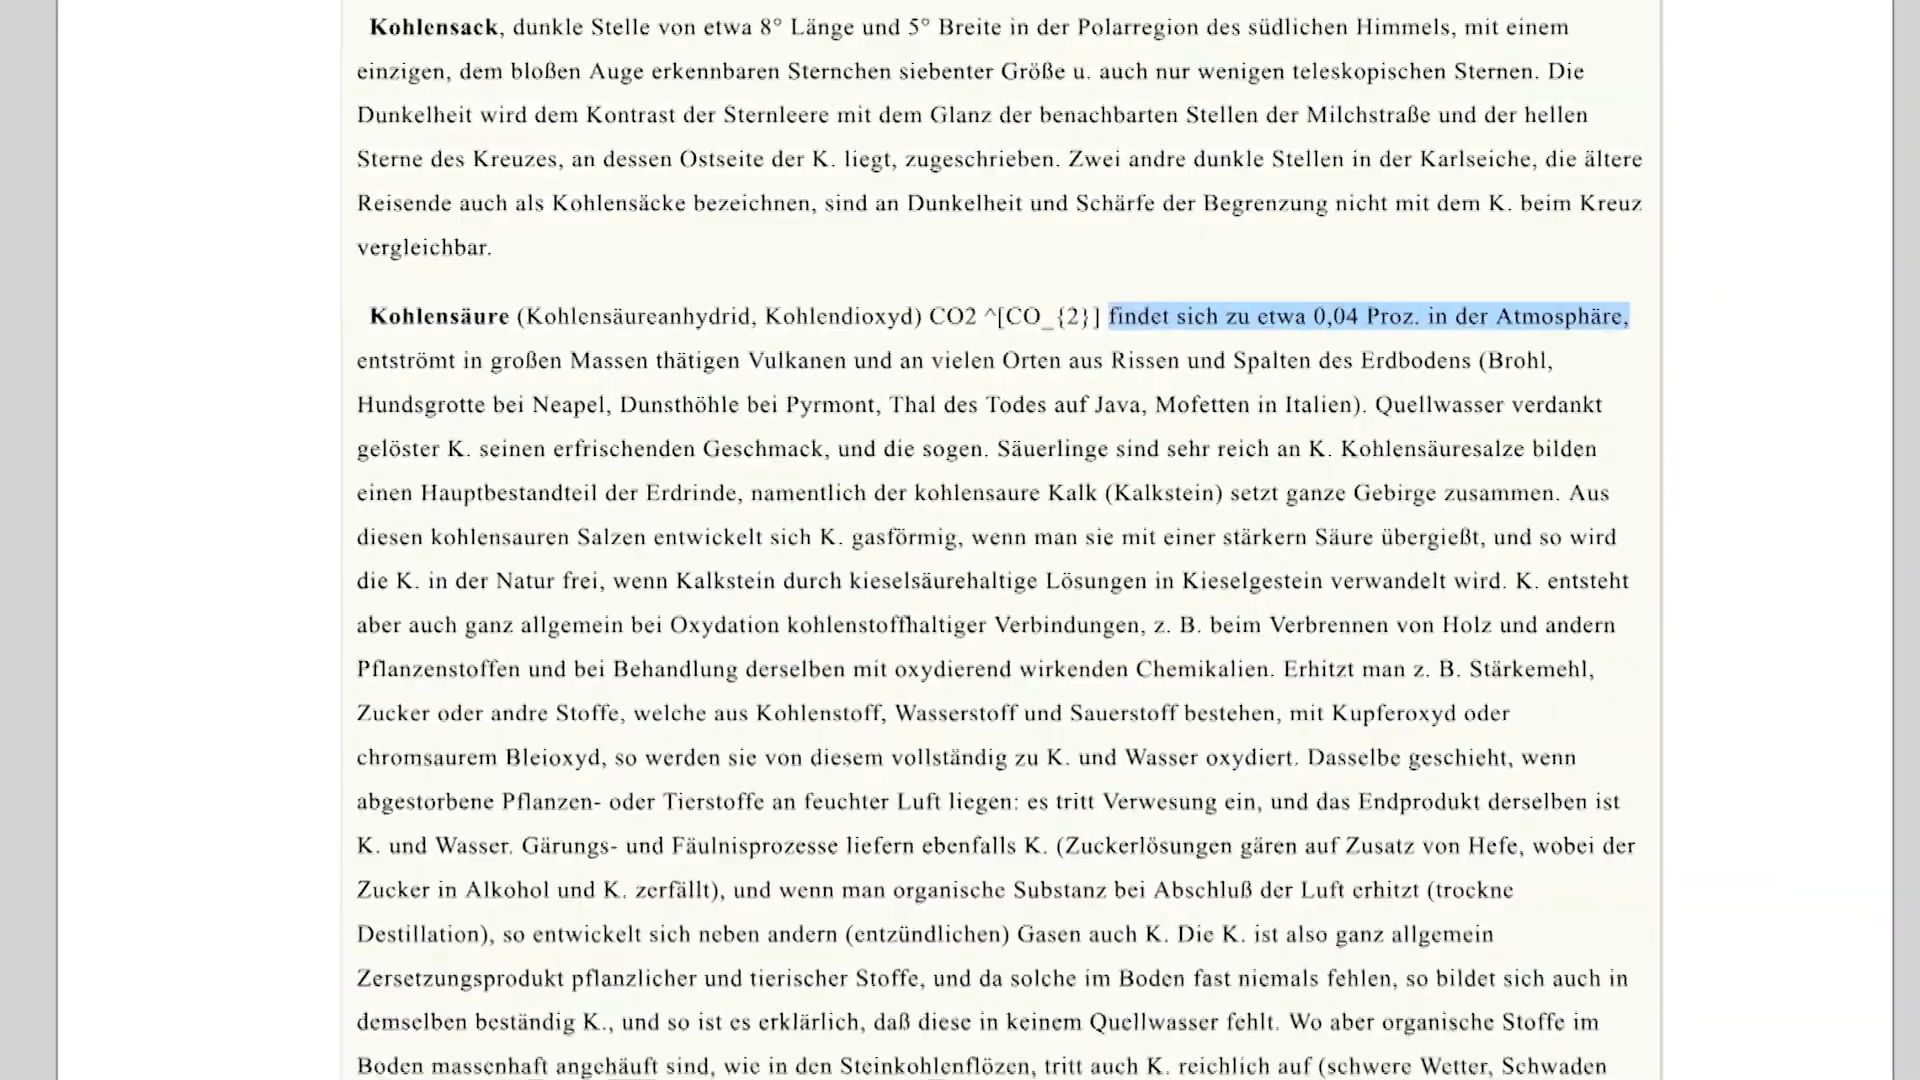 Kohlensack, dunkle Stelle von etwa 8° Länge und 5° Breite in der Polarregion des südlichen Himmels, mit einem
einzigen, dem bloßen Auge erkennbaren Sternchen siebenter Größe u. auch nur wenigen teleskopischen Sternen. Die
Dunkelheit wird dem Kontrast der Sternleere mit dem Glanz der benachbarten Stellen der Milchstraße und der hellen
Sterne des Kreuzes, an dessen Ostseite der K. liegt, zugeschrieben. Zwei andre dunkle Stellen in der Karlseiche, die ältere
Reisende auch als Kohlensäcke bezeichnen, sind an Dunkelheit und Schärfe der Begrenzung nicht mit dem K. beim Kreuz
vergleichbar.
Kohlensäure (Kohlensäureanhydrid, Kohlendioxyd) CO2 ^[CO_{2}] findet sich zu etwa 0,04 Proz. in der Atmosphäre,
entströmt in großen Massen thätigen Vulkanen und an vielen Orten aus Rissen und Spalten des Erdbodens (Brohl,
Hundsgrotte bei Neapel, Dunsthöhle bei Pyrmont, Thal des Todes auf Java, Mofetten in Italien). Quellwasser verdankt
gelöster K. seinen erfrischenden Geschmack, und die sogen. Säuerlinge sind sehr reich an K. Kohlensäuresalze bilden
einen Hauptbestandteil der Erdrinde, namentlich der kohlensaure Kalk (Kalkstein) setzt ganze Gebirge zusammen. Aus
diesen kohlensauren Salzen entwickelt sich K. gasförmig, wenn man sie mit einer stärkern Säure übergießt, und so wird
die K. in der Natur frei, wenn Kalkstein durch kieselsäurehaltige Lösungen in Kieselgestein verwandelt wird. K. entsteht
aber auch ganz allgemein bei Oxydation kohlenstoffhaltiger Verbindungen, z. B. beim Verbrennen von Holz und andern
Pflanzenstoffen und bei Behandlung derselben mit oxydierend wirkenden Chemikalien. Erhitzt man z. B. Stärkemehl,
Zucker oder andre Stoffe, welche aus Kohlenstoff, Wasserstoff und Sauerstoff bestehen, mit Kupferoxyd oder
chromsaurem Bleioxyd, so werden sie von diesem vollständig zu K. und Wasser oxydiert. Dasselbe geschieht, wenn
abgestorbene Pflanzen- oder Tierstoffe an feuchter Luft liegen: es tritt Verwesung ein, und das Endprodukt derselben ist
K. und Wasser. Gärungs- und Fäulnisprozesse liefern ebenfalls K. (Zuckerlösungen gären auf Zusatz von Hefe, wobei der
Zucker in Alkohol und K. zerfällt), und wenn man organische Substanz bei Abschluß der Luft erhitzt (trockne
Destillation), so entwickelt sich neben andern (entzündlichen) Gasen auch K. Die K. ist also ganz allgemein
Zersetzungsprodukt pflanzlicher und tierischer Stoffe, und da solche im Boden fast niemals fehlen, so bildet sich auch in
demselben beständig K., und so ist es erklärlich, daß diese in keinem Quellwasser fehlt. Wo aber organische Stoffe im
Boden massenhaft angehäuft sind, wie in den Steinkohlenflözen, tritt auch K. reichlich auf (schwere Wetter, Schwaden